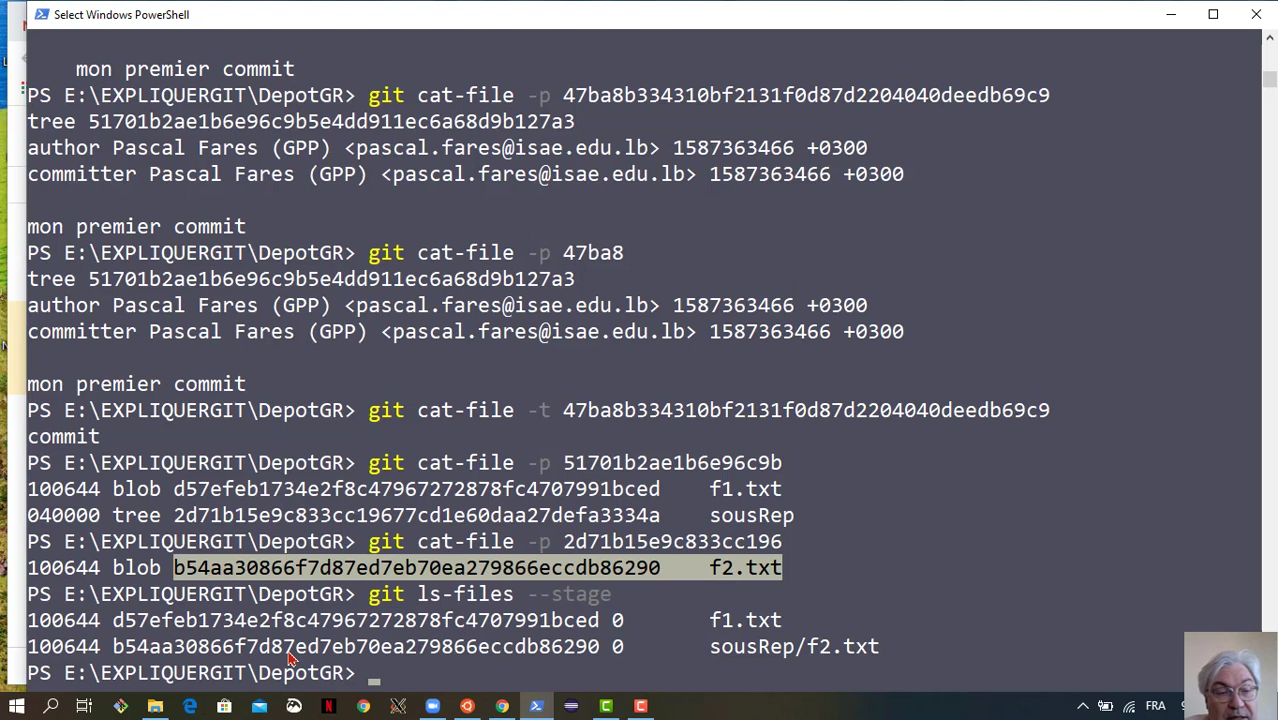 Select Windows PowerShell
mon premier commit
PS E:\EXPLIQUERGIT\DepotGR> git cat-file -p 47ba8b334310bf2131f0d87d2204040deedb69c9
tree 51701b2ae1b6e96c9b5e4dd911ec6a68d9b127a3
author Pascal Fares (GPP) <pascal.fares@isae.edu.lb> 1587363466 +0300
committer Pascal Fares (GPP) <pascal.fares@isae.edu.lb> 1587363466 +0300
mon premier commit
PS E:\EXPLIQUERGIT\DepotGR> git cat-file -p 47ba8
tree 51701b2ae1b6e96c9b5e4dd911ec6a68d9b127a3
author Pascal Fares (GPP) <pascal.fares@isae.edu.lb> 1587363466 +0300
committer Pascal Fares (GPP) <pascal.fares@isae.edu.lb> 1587363466 +0300
mon premier commit
PS E:\EXPLIQUERGIT\DepotGR> git cat-file -t 47ba8b334310bf2131f0d87d2204040deedb69c9
commit
PS E:\EXPLIQUERGIT\DepotGR> git cat-file -p 51701b2ae1b6e96c9b
100644 blob d57efeb1734e2f8c47967272878fc4707991bced    f1.txt
040000 tree 2d71b15e9c833cc19677cd1e60daa27defa3334a    sousRep
PS E:\EXPLIQUERGIT\DepotGR> git cat-file -p 2d71b15e9c833cc196
100644 blob b54aa30866f7d87ed7eb70ea279866eccdb86290    f2.txt
PS E:\EXPLIQUERGIT\DepotGR> git ls-files --stage
100644 d57efeb1734e2f8c47967272878fc4707991bced 0       f1.txt
100644 b54aa30866f7d87ed7eb70ea279866eccdb86290 0       sousRep/f2.txt
PS E:\EXPLIQUERGIT\DepotGR>
FRA